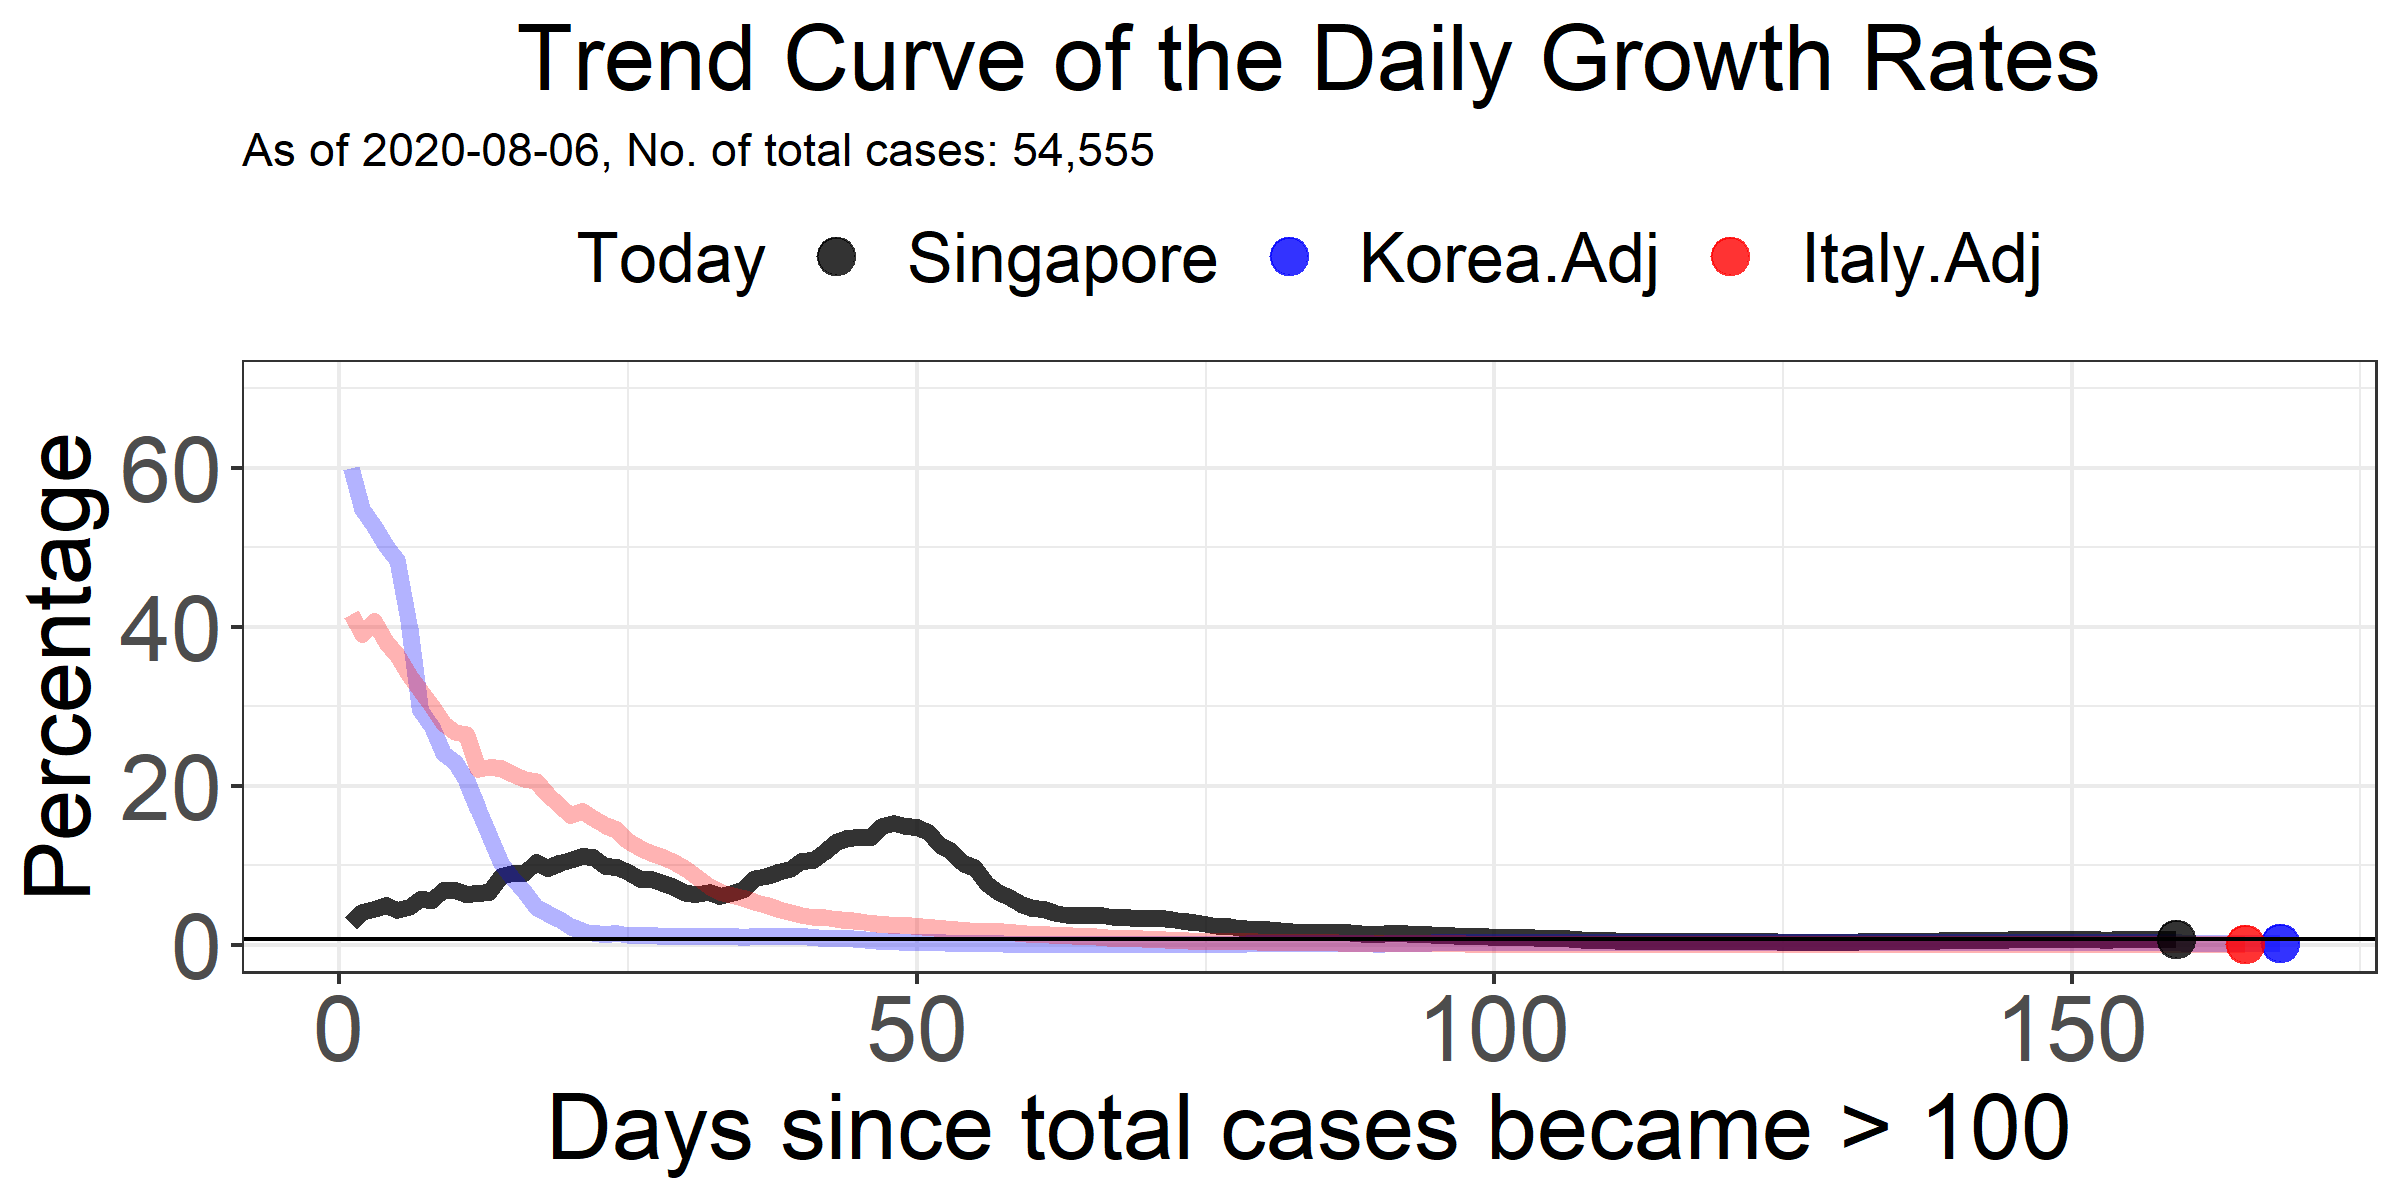 Trend Curve of the Daily Growth Rates
As of 2020-08-06, No. of total cases: 54,555
Today Singapore Korea.Adj Italy.Adj
Percentage
60
40
20
0
0 50 100 150
Days since total cases became > 100